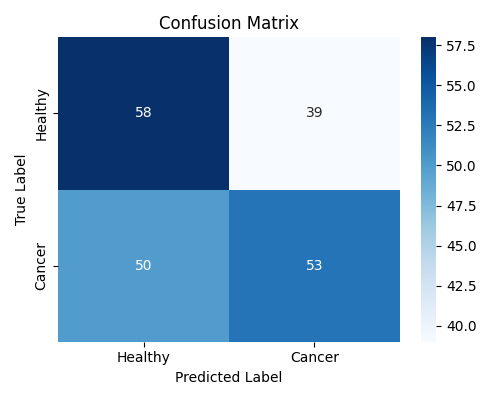 Confusion Matrix
True Label
Healthy
Cancer
58
39
50
53
Healthy
Cancer
Predicted Label
57.5
55.0
52.5
50.0
47.5
45.0
42.5
40.0